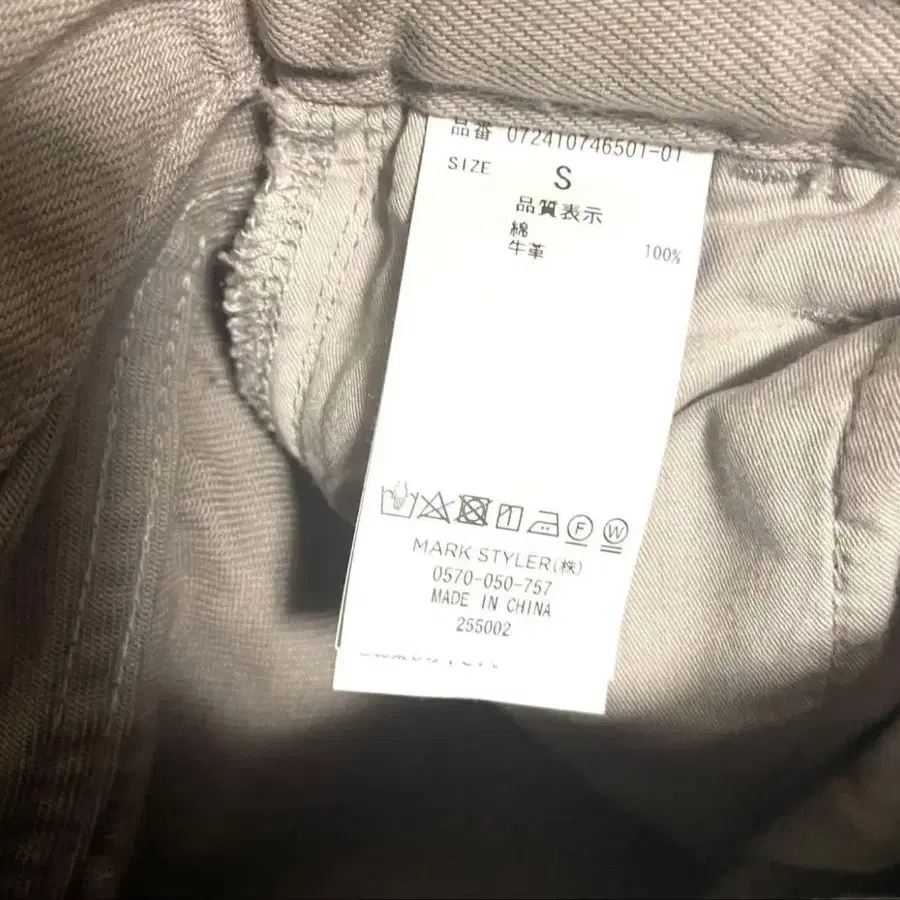 品番 072410746501-01
SIZE S
品質表示
綿 100%
牛革
F W
MARK STYLER(株)
0570-050-757
MADE IN CHINA
255002